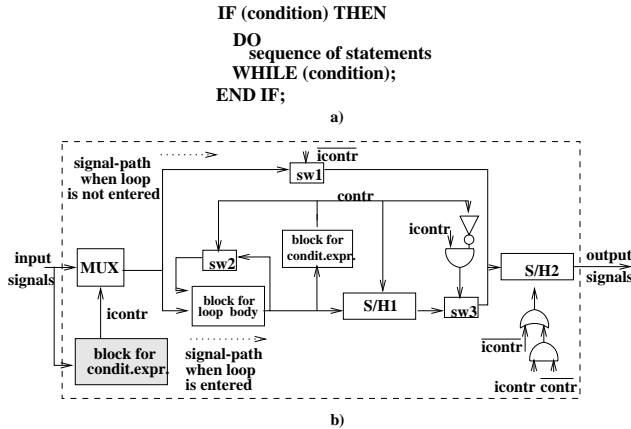 IF (condition) THEN
DO
sequence of statements
WHILE (condition);
END IF;
a)
signal-path
when loop
is not entered
icontr
sw1
contr
icontr
input
signals
MUX
sw2
block for
condit.expr.
block for
loop body
S/H1
sw3
S/H2
output
signals
icontr
block for
condit.expr.
signal-path
when loop
is entered
icontr
icontr contr
b)